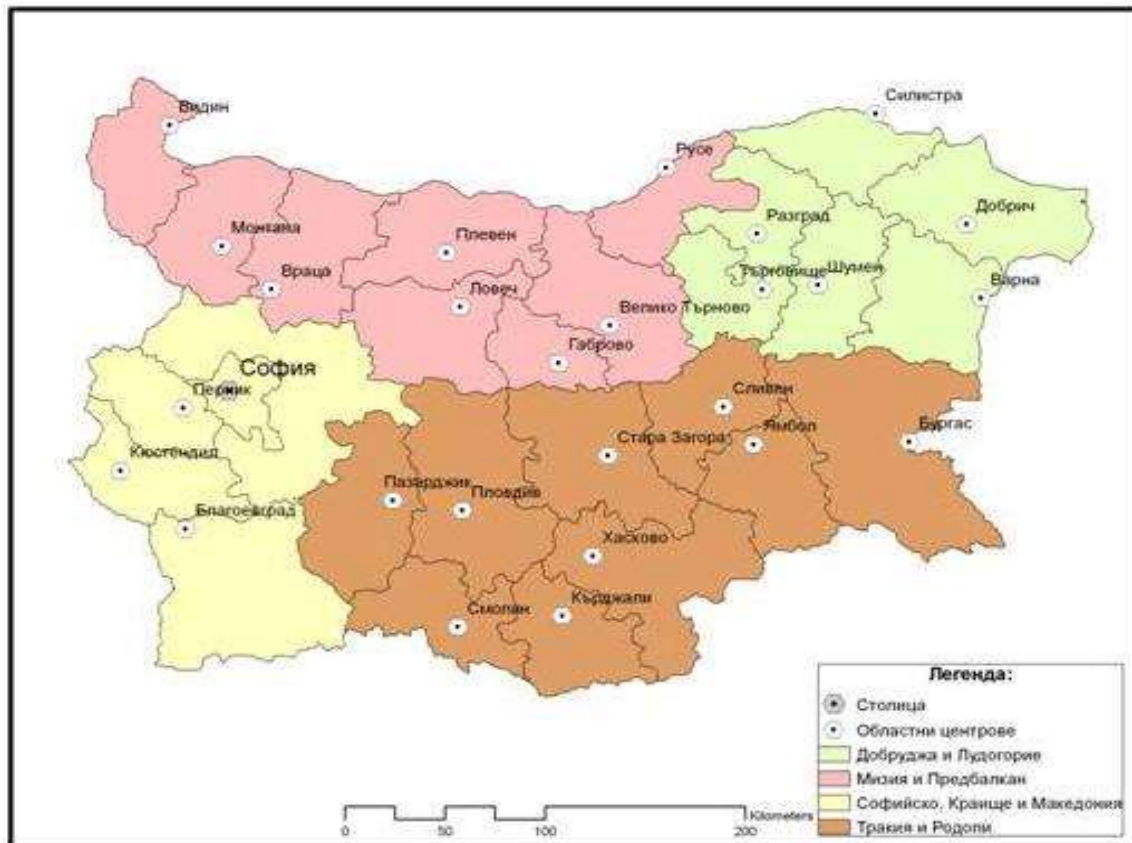 Видин
Силистра
Русе
Добрич
Разград
Монтана
Плевен
Търговище
Шумен
Враца
Варна
Ловеч
Велико Търново
Габрово
София
Перник
Сливен
Ямбол
Бургас
Стара Загора
Кюстендил
Пазарджик
Пловдив
Благоевград
Хасково
Смолян
Кърджали
Легенда:
Столица
Областни центрове
Добруджа и Лудогорие
Мизия и Предбалкан
Софийско, Краище и Македония
Тракия и Родопи
Kilometers
0 50 100 200